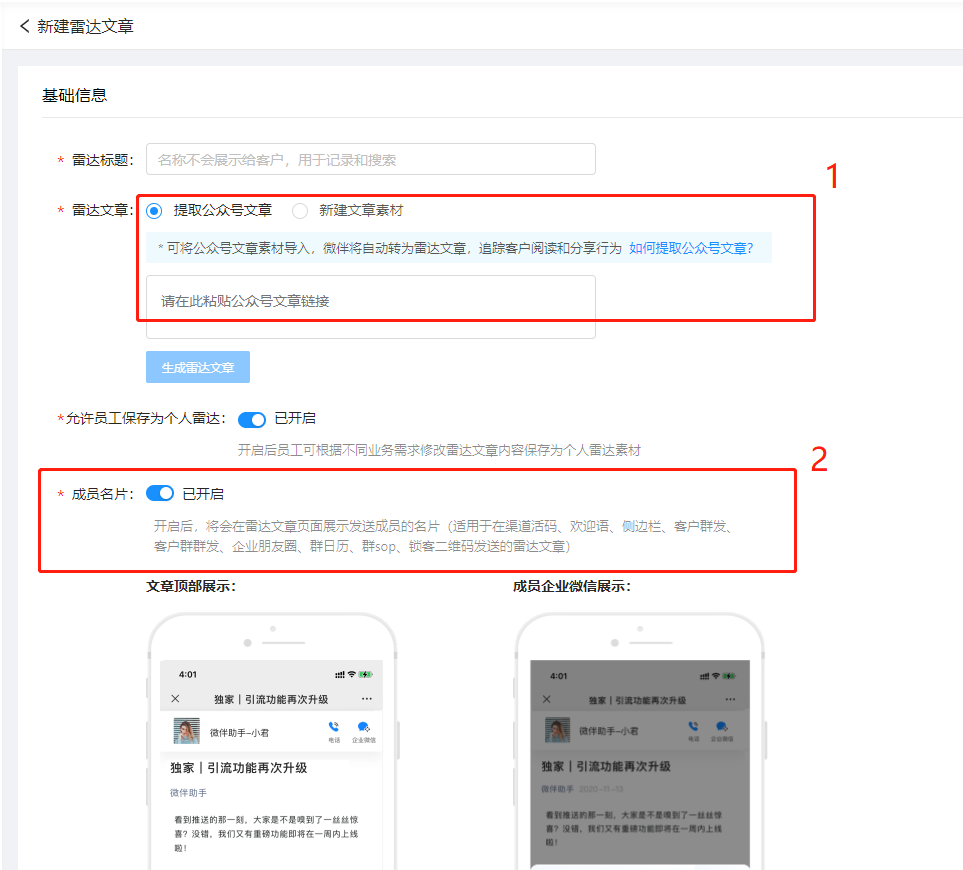 新建雷达文章
基础信息
* 雷达标题： 名称不会展示给客户，用于记录和搜索
1
* 雷达文章： 提取公众号文章 新建文章素材
* 可将公众号文章素材导入，微伴将自动转为雷达文章，追踪客户阅读和分享行为 如何提取公众号文章？
请在此粘贴公众号文章链接
生成雷达文章
*允许员工保存为个人雷达： 已开启
开启后员工可根据不同业务需求修改雷达文章内容保存为个人雷达素材
2
* 成员名片： 已开启
开启后，将会在雷达文章页面展示发送成员的名片（适用于在渠道活码、欢迎语、侧边栏、客户群发、
客户群群发、企业朋友圈、群日历、群sop、锁客二维码发送的雷达文章）
文章顶部展示： 成员企业微信展示：
4:01
独家丨引流功能再次升级
微伴助手-小君
电话 企业微信
独家丨引流功能再次升级
微伴助手
看到推送的那一刻，大家是不是嗅到了一丝丝惊
喜？没错，我们又有重磅功能即将在一周内上线
啦！
4:01
独家丨引流功能再次升级
微伴助手-小君
电话 企业微信
独家丨引流功能再次升级
微伴助手 2020-11-13
看到推送的那一刻，大家是不是嗅到了一丝丝惊
喜？没错，我们又有重磅功能即将在一周内上线
啦！